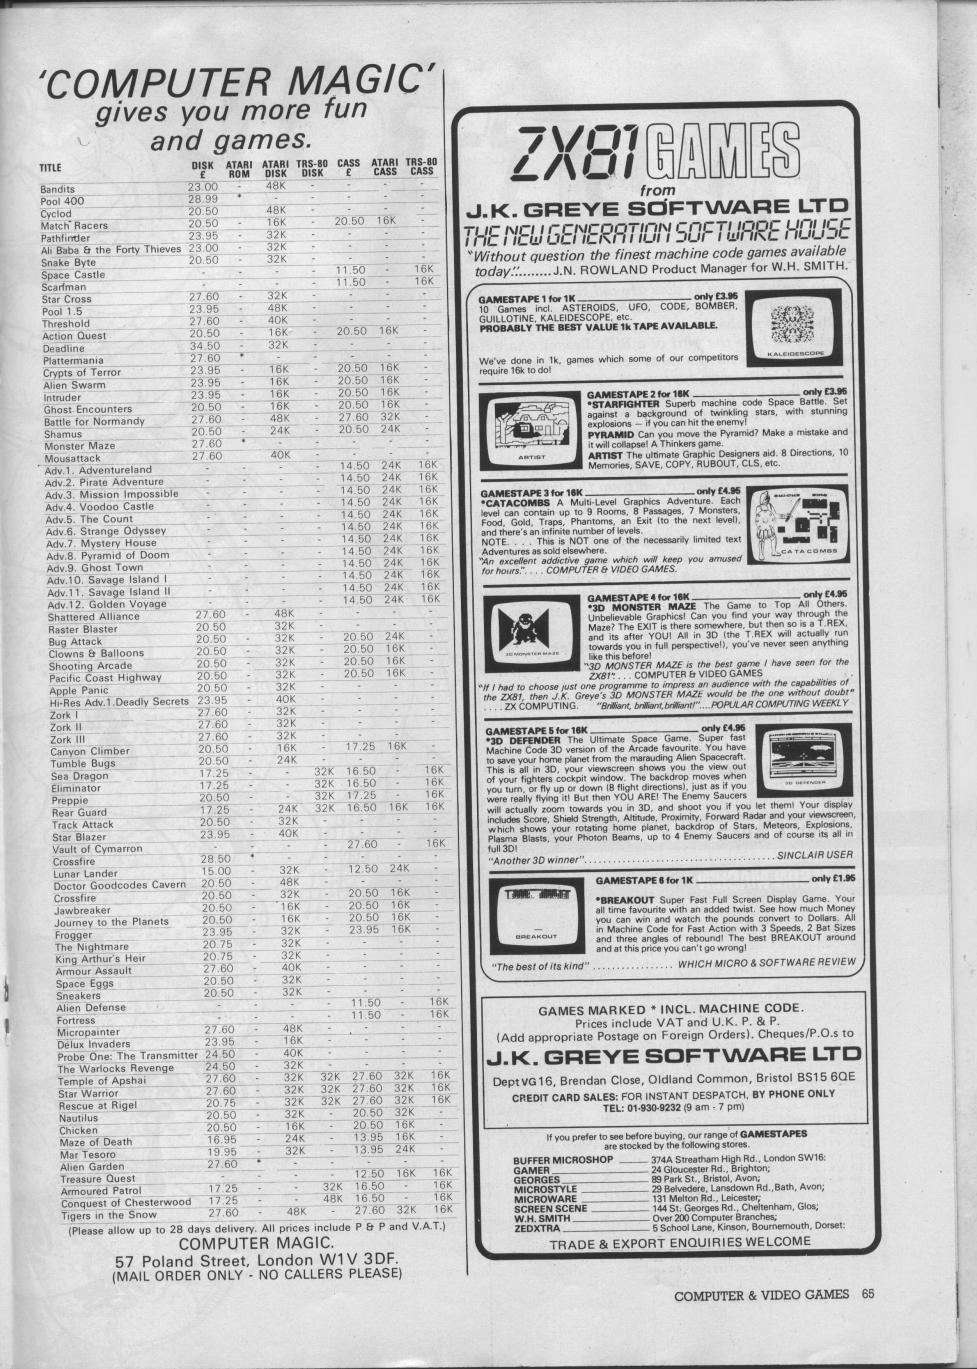 'COMPUTER MAGIC'
gives you more fun
and games.
TITLE DISK £ ATARI ROM ATARI DISK TRS-80 DISK CASS £ ATARI CASS TRS-80 CASS
Bandits 23.00 - 48K - - - -
Pool 400 28.99 * - - - - -
Cyclod 20.50 48K - - - -
Match Racers 20.50 - 16K - 20.50 16K -
Pathfinder 23.95 - 32K - - - -
Ali Baba & the Forty Thieves 23.00 - 32K - - - -
Snake Byte 20.50 - 32K - - - -
Space Castle - - - - 11.50 - 16K
Scarfman - - - - 11.50 - 16K
Star Cross 27.60 - 32K - - - -
Pool 1.5 23.95 - 48K - - - -
Threshold 27.60 - 40K - - - -
Action Quest 20.50 - 16K - 20.50 16K -
Deadline 34.50 - 32K - - - -
Plattermania 27.60 * - - - - -
Crypts of Terror 23.95 - 16K - 20.50 16K -
Alien Swarm 23.95 - 16K - 20.50 16K -
Intruder 23.95 - 16K - 20.50 16K -
Ghost Encounters 20.50 - 16K - 20.50 16K -
Battle for Normandy 27.60 - 48K - 27.60 32K -
Shamus 20.50 - 24K - 20.50 24K -
Monster Maze 27.60 * - - - - -
Mousattack 27.60 40K - - - -
Adv.1. Adventureland - - - - 14.50 24K 16K
Adv.2. Pirate Adventure - - - - 14.50 24K 16K
Adv.3. Mission Impossible - - - - 14.50 24K 16K
Adv.4. Voodoo Castle - - - - 14.50 24K 16K
Adv.5. The Count - - - - 14.50 24K 16K
Adv.6. Strange Odyssey - - - - 14.50 24K 16K
Adv.7. Mystery House - - - - 14.50 24K 16K
Adv.8. Pyramid of Doom - - - - 14.50 24K 16K
Adv.9. Ghost Town - - - - 14.50 24K 16K
Adv.10. Savage Island I - - - - 14.50 24K 16K
Adv.11. Savage Island II - - - - 14.50 24K 16K
Adv.12. Golden Voyage - - - - 14.50 24K 16K
Shattered Alliance 27.60 - 48K - - - -
Raster Blaster 20.50 32K - - - -
Bug Attack 20.50 - 32K - 20.50 24K -
Clowns & Balloons 20.50 - 32K - 20.50 16K -
Shooting Arcade 20.50 - 32K - 20.50 16K -
Pacific Coast Highway 20.50 - 32K - 20.50 16K -
Apple Panic 20.50 - 32K - - - -
Hi-Res Adv.1.Deadly Secrets 23.95 - 40K - - - -
Zork I 27.60 - 32K - - - -
Zork II 27.60 - 32K - - - -
Zork III 27.60 - 32K - - - -
Canyon Climber 20.50 - 16K - 17.25 16K -
Tumble Bugs 20.50 - 24K - - - -
Sea Dragon 17.25 - - 32K 16.50 - 16K
Eliminator 17.25 - - 32K 16.50 - 16K
Preppie 20.50 - 32K 17.25 - 16K
Rear Guard 17.25 24K 32K 16.50 16K 16K
Track Attack 20.50 - 32K - - - -
Star Blazer 23.95 - 40K - - - -
Vault of Cymarron - - - - 27.60 - 16K
Crossfire 28.50 * - - - - -
Lunar Lander 15.00 - 32K - 12.50 24K -
Doctor Goodcodes Cavern 20.50 - 48K - - - -
Crossfire 20.50 - 32K - 20.50 16K -
Jawbreaker 20.50 - 16K - 20.50 16K -
Journey to the Planets 20.50 - 16K - 20.50 16K -
Frogger 23.95 - 32K - 23.95 16K -
The Nightmare 20.75 - 32K - - - -
King Arthur's Heir 20.75 - 32K - - - -
Armour Assault 27.60 - 40K - - - -
Space Eggs 20.50 - 32K - - - -
Sneakers 20.50 - 32K - - - -
Alien Defense - - - - 11.50 - 16K
Fortress - - - - 11.50 - 16K
Micropainter 27.60 - 48K - - - -
Delux Invaders 23.95 - 16K - - - -
Probe One: The Transmitter 24.50 - 40K - - - -
The Warlocks Revenge 24.50 - 32K - - - -
Temple of Apshai 27.60 - 32K 32K 27.60 32K 16K
Star Warrior 27.60 - 32K 32K 27.60 32K 16K
Rescue at Rigel 20.75 - 32K 32K 27.60 32K 16K
Nautilus 20.50 - 32K - 20.50 32K -
Chicken 20.50 - 16K - 20.50 16K -
Maze of Death 16.95 - 24K - 13.95 16K -
Mar Tesoro 19.95 - 32K - 13.95 24K -
Alien Garden 27.60 * - - - - -
Treasure Quest - - - - 12.50 16K 16K
Armoured Patrol 17.25 - - 32K 16.50 - 16K
Conquest of Chesterwood 17.25 - - 48K 16.50 - 16K
Tigers in the Snow 27.60 - 48K - 27.60 32K 16K
(Please allow up to 28 days delivery. All prices include P & P and V.A.T.)
COMPUTER MAGIC.
57 Poland Street, London W1V 3DF.
(MAIL ORDER ONLY - NO CALLERS PLEASE)
ZX81 GAMES
from
J.K. GREYE SOFTWARE LTD
THE NEW GENERATION SOFTWARE HOUSE
"Without question the finest machine code games available
today."......... J.N. ROWLAND Product Manager for W.H. SMITH.
GAMESTAPE 1 for 1K only £3.95
10 Games incl. ASTEROIDS, UFO, CODE, BOMBER,
GUILLOTINE, KALEIDESCOPE, etc.
PROBABLY THE BEST VALUE 1k TAPE AVAILABLE.
We've done in 1k, games which some of our competitors
require 16k to do!
KALEIDESCOPE
GAMESTAPE 2 for 16K only £3.95
*STARFIGHTER Superb machine code Space Battle. Set
against a background of twinkling stars, with stunning
explosions — if you can hit the enemy!
PYRAMID Can you move the Pyramid? Make a mistake and
it will collapse! A Thinkers game.
ARTIST The ultimate Graphic Designers aid. 8 Directions, 10
Memories, SAVE, COPY, RUBOUT, CLS, etc.
ARTIST
GAMESTAPE 3 for 16K only £4.95
*CATACOMBS A Multi-Level Graphics Adventure. Each
level can contain up to 9 Rooms, 8 Passages, 7 Monsters,
Food, Gold, Traps, Phantoms, an Exit (to the next level),
and there's an infinite number of levels.
NOTE. . . . This is NOT one of the necessarily limited text
Adventures as sold elsewhere.
"An excellent addictive game which will keep you amused
for hours". . . . COMPUTER & VIDEO GAMES.
CATACOMBS
GAMESTAPE 4 for 16K only £4.95
*3D MONSTER MAZE The Game to Top All Others.
Unbelievable Graphics! Can you find your way through the
Maze? The EXIT is there somewhere, but then so is a T.REX,
and its after YOU! All in 3D (the T.REX will actually run
towards you in full perspective!), you've never seen anything
like this before!
"3D MONSTER MAZE is the best game I have seen for the
ZX81". . . . COMPUTER & VIDEO GAMES
3D MONSTER MAZE
"If I had to choose just one programme to impress an audience with the capabilities of
the ZX81, then J.K. Greye's 3D MONSTER MAZE would be the one without doubt"
. . . . ZX COMPUTING. "Brilliant, brilliant, brilliant!"....POPULAR COMPUTING WEEKLY
GAMESTAPE 5 for 16K only £4.95
*3D DEFENDER The Ultimate Space Game. Super fast
Machine Code 3D version of the Arcade favourite. You have
to save your home planet from the marauding Alien Spacecraft.
This is all in 3D, your viewscreen shows you the view out
of your fighters cockpit window. The backdrop moves when
you turn, or fly up or down (8 flight directions), just as if you
were really flying it! But then YOU ARE! The Enemy Saucers
will actually zoom towards you in 3D, and shoot you if you let them! Your display
includes Score, Shield Strength, Altitude, Proximity, Forward Radar and your viewscreen,
which shows your rotating home planet, backdrop of Stars, Meteors, Explosions,
Plasma Blasts, your Photon Beams, up to 4 Enemy Saucers and of course its all in
full 3D!
"Another 3D winner"........................................ SINCLAIR USER
3D DEFENDER
GAMESTAPE 6 for 1K only £1.95
*BREAKOUT Super Fast Full Screen Display Game. Your
all time favourite with an added twist. See how much Money
you can win and watch the pounds convert to Dollars. All
in Machine Code for Fast Action with 3 Speeds, 2 Bat Sizes
and three angles of rebound! The best BREAKOUT around
and at this price you can't go wrong!
BREAKOUT
"The best of its kind" ................. WHICH MICRO & SOFTWARE REVIEW
GAMES MARKED * INCL. MACHINE CODE.
Prices include VAT and U.K. P. & P.
(Add appropriate Postage on Foreign Orders). Cheques/P.O.s to
J.K. GREYE SOFTWARE LTD
Dept VG16, Brendan Close, Oldland Common, Bristol BS15 6QE
CREDIT CARD SALES: FOR INSTANT DESPATCH, BY PHONE ONLY
TEL: 01-930-9232 (9 am - 7 pm)
If you prefer to see before buying, our range of GAMESTAPES
are stocked by the following stores.
BUFFER MICROSHOP 374A Streatham High Rd., London SW16:
GAMER 24 Gloucester Rd., Brighton;
GEORGES 89 Park St., Bristol, Avon;
MICROSTYLE 29 Belvedere, Lansdown Rd., Bath, Avon;
MICROWARE 131 Melton Rd., Leicester;
SCREEN SCENE 144 St. Georges Rd., Cheltenham, Glos;
W.H. SMITH Over 200 Computer Branches;
ZEDXTRA 5 School Lane, Kinson, Bournemouth, Dorset:
TRADE & EXPORT ENQUIRIES WELCOME
COMPUTER & VIDEO GAMES 65